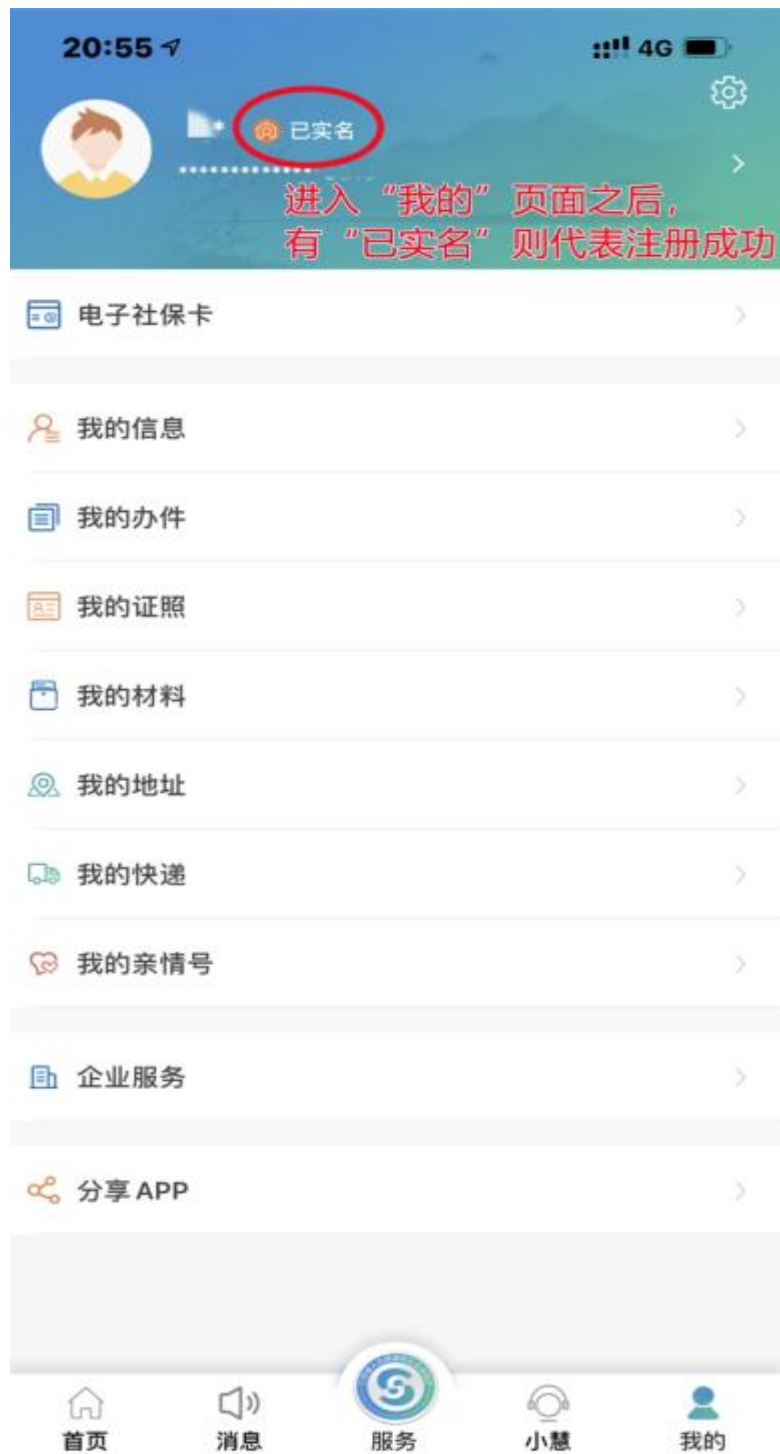 20:55
4G
已实名
进入“我的”页面之后，
有“已实名”则代表注册成功
电子社保卡
我的信息
我的办件
我的证照
我的材料
我的地址
我的快递
我的亲情号
企业服务
分享 APP
首页
消息
服务
小慧
我的